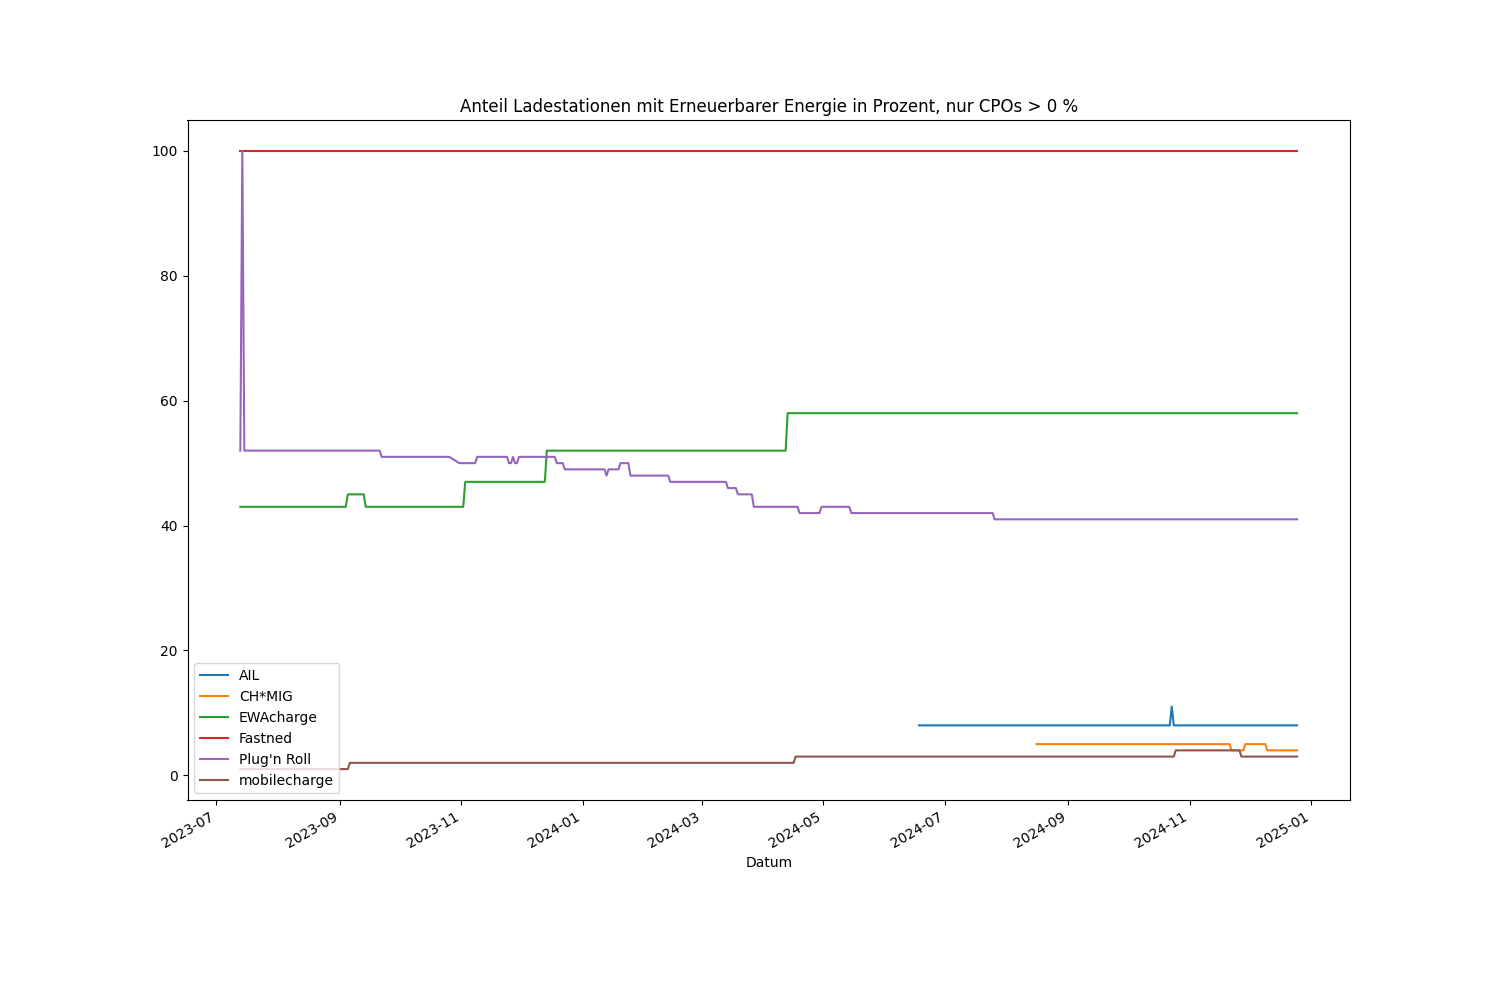 Anteil Ladestationen mit Erneuerbarer Energie in Prozent, nur CPOs > 0 %
100
80
60
40
20
0
AIL
CH*MIG
EWAcharge
Fastned
Plug'n Roll
mobilecharge
2023-07
2023-09
2023-11
2024-01
2024-03
2024-05
2024-07
2024-09
2024-11
2025-01
Datum